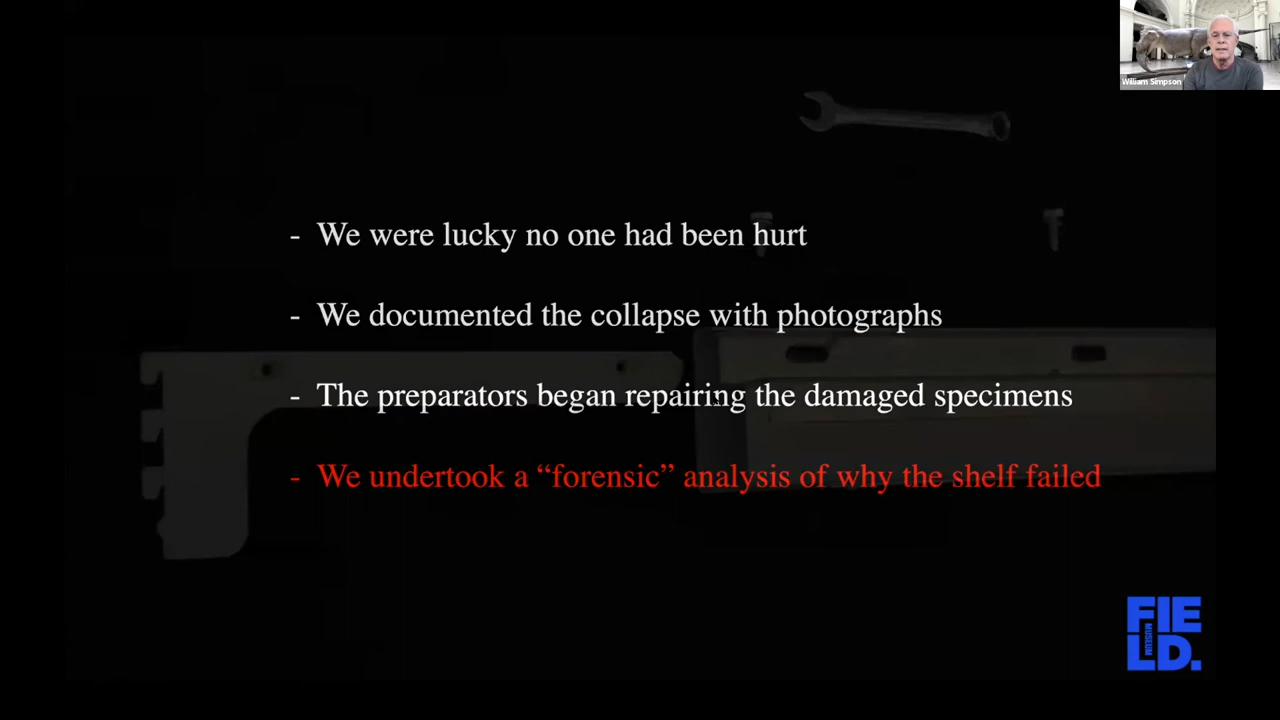 William Simpson
- We were lucky no one had been hurt
- We documented the collapse with photographs
- The preparators began repairing the damaged specimens
- We undertook a “forensic” analysis of why the shelf failed
FIE
MUSEUM
LD.